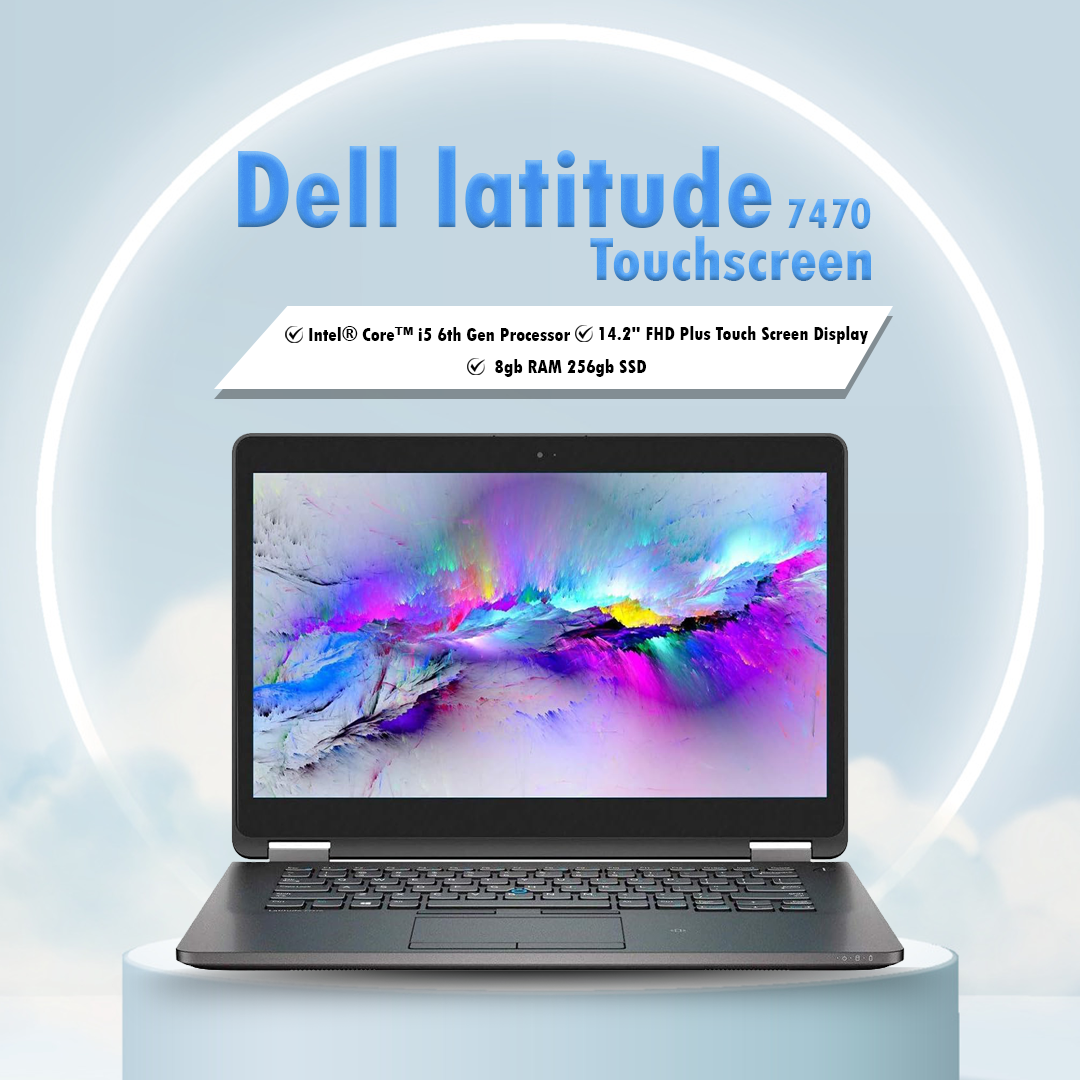 Dell latitude 7470
Touchscreen
Intel® Core™ i5 6th Gen Processor 14.2" FHD Plus Touch Screen Display
8gb RAM 256gb SSD